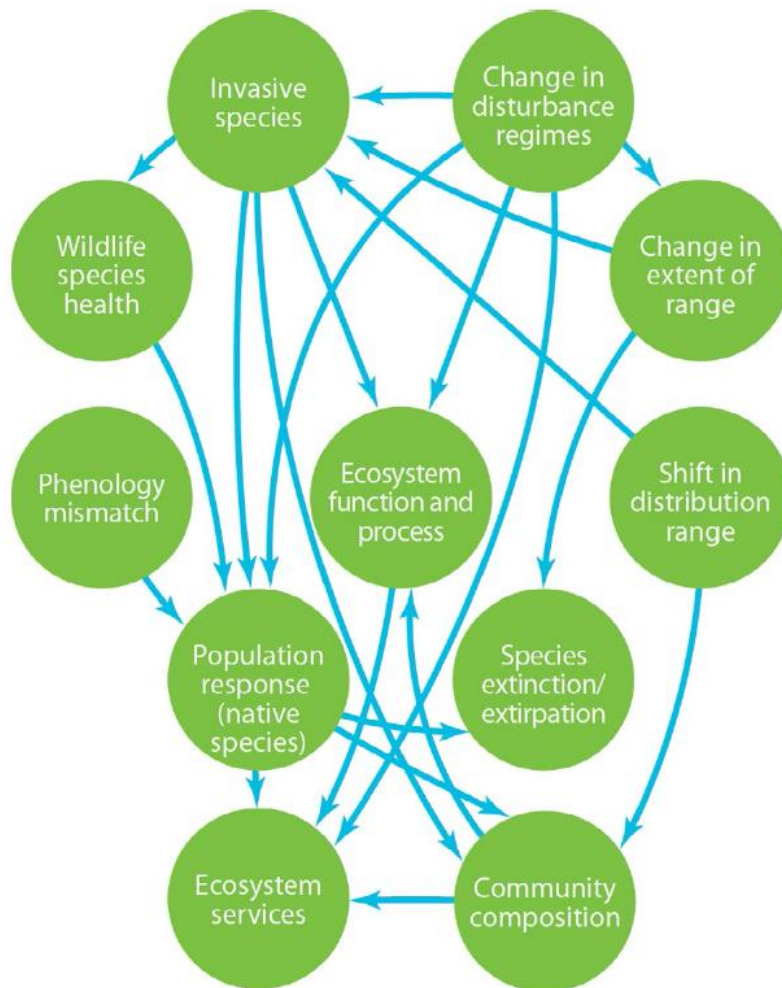 Invasive
species
Change in
disturbance
regimes
Wildlife
species
health
Change in
extent of
range
Phenology
mismatch
Ecosystem
function and
process
Shift in
distribution
range
Population
response
(native
species)
Species
extinction/
extirpation
Ecosystem
services
Community
composition